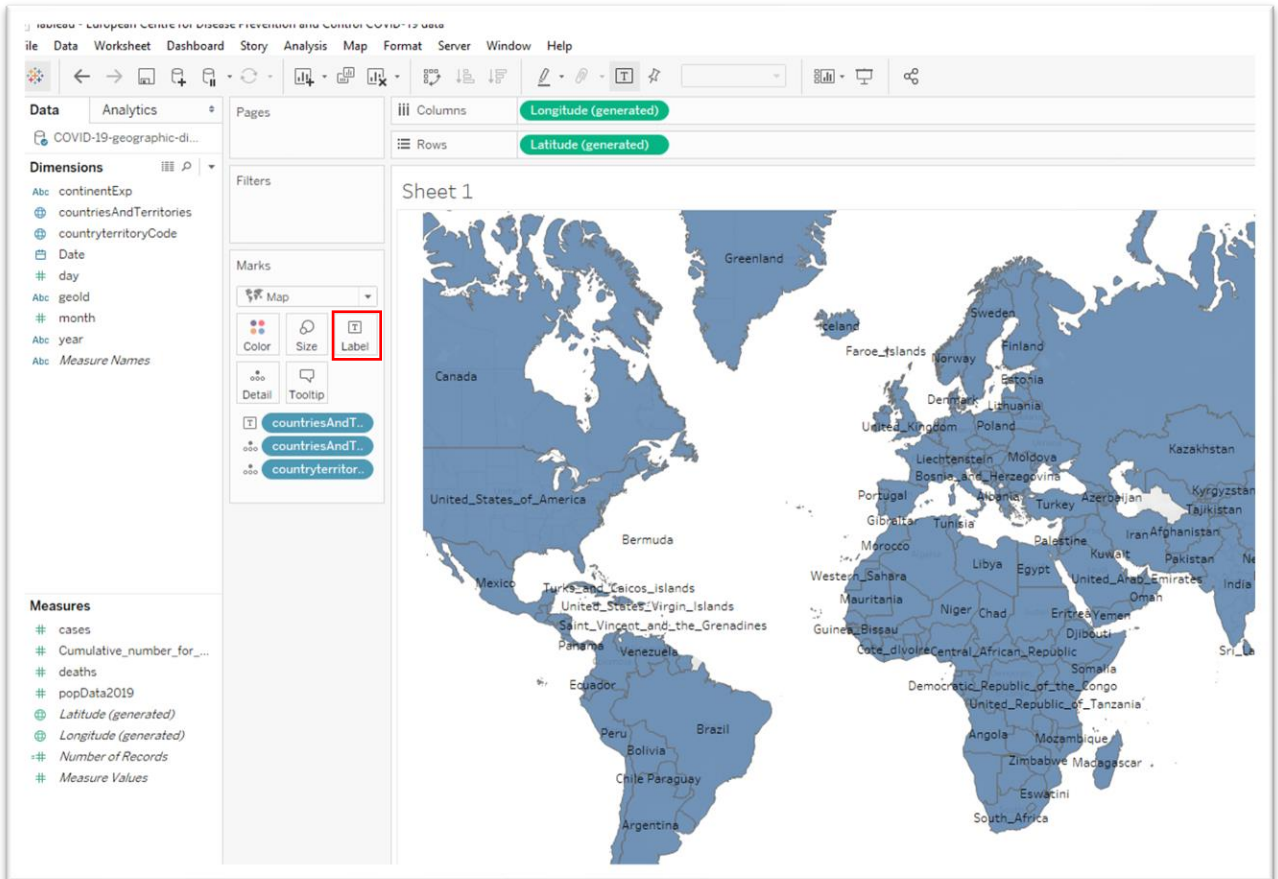 Tableau - European Centre for Disease Prevention and Control COVID-19 data
ile Data Worksheet Dashboard Story Analysis Map Format Server Window Help
Data Analytics
Pages
Columns Longitude (generated)
COVID-19-geographic-di...
Rows Latitude (generated)
Dimensions
Abc continentExp
countriesAndTerritories
countryterritoryCode
Date
# day
Abc geoId
# month
Abc year
Abc Measure Names
Filters
Marks
Map
Color Size Label
Detail Tooltip
countriesAndT..
countriesAndT..
countryterritor..
Measures
# cases
# Cumulative_number_for_...
# deaths
# popData2019
Latitude (generated)
Longitude (generated)
=# Number of Records
# Measure Values
Sheet 1
Greenland
Iceland
Sweden
Faroe_Islands
Norway
Finland
Canada
Estonia
Denmark
Lithuania
United_Kingdom
Poland
Kazakhstan
Liechtenstein
Moldova
Bosnia_and_Herzegovina
United_States_of_America
Portugal
Albania
Turkey
Azerbaijan
Kyrgyzstan
Tajikistan
Gibraltar
Tunisia
Bermuda
Morocco
Palestine
Iran
Afghanistan
Kuwait
Pakistan
Ne
Libya
Egypt
Western_Sahara
United_Arab_Emirates
India
Mexico
Turks_and_Caicos_islands
Mauritania
Oman
United_States_Virgin_Islands
Niger
Chad
Eritrea
Yemen
Saint_Vincent_and_the_Grenadines
Guinea_Bissau
Djibouti
Panama
Venezuela
Cote_dIvoire
Central_African_Republic
Sri_La
Somalia
Ecuador
Democratic_Republic_of_the_Congo
United_Republic_of_Tanzania
Peru
Brazil
Angola
Mozambique
Bolivia
Zimbabwe
Madagascar
Chile
Paraguay
Eswatini
Argentina
South_Africa